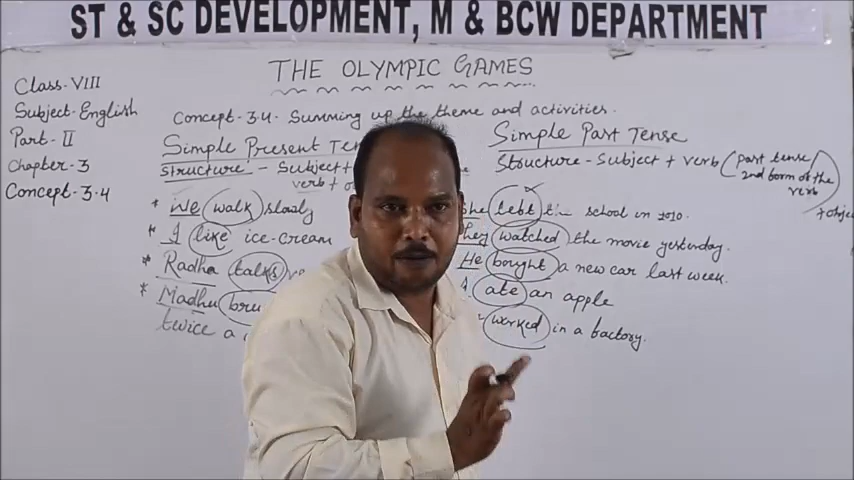 ST & SC DEVELOPMENT, M & BCW DEPARTMENT
THE OLYMPIC GAMES
Class-VIII
Subject-English
Part-II
Chapter-3
Concept-3.4
Concept-3.4- Summing up the theme and activities.
Simple Present
structure - Subject +
verb + 
* We walk slowly
* I like ice-cream
* Radha talks
* Madhu
twice a
Simple Past Tense
Structure - Subject + verb (past tense
2nd form of the
verb)
+ obje
she left school in 2010.
They watched the movie yesterday.
He bought a new car last week.
I ate an apple
worked in a factory.